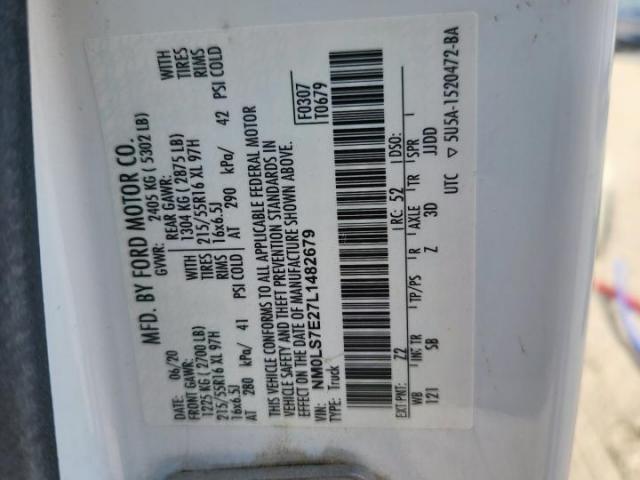 MFD. BY FORD MOTOR CO.
DATE: 06/20 GVWR: 2405 KG ( 5302 LB)
FRONT GAWR: REAR GAWR:
1225 KG ( 2700 LB) WITH 1304 KG ( 2875 LB) WITH
215/55R16 XL 97H TIRES 215/55R16 XL 97H TIRES
16x6.5J RIMS 16x6.5J RIMS
AT 280 kPa/ 41 PSI COLD AT 290 kPa/ 42 PSI COLD
THIS VEHICLE CONFORMS TO ALL APPLICABLE FEDERAL MOTOR
VEHICLE SAFETY AND THEFT PREVENTION STANDARDS IN
EFFECT ON THE DATE OF MANUFACTURE SHOWN ABOVE.
F0307
T0679
VIN: NM0LS7E27L1482679
TYPE: Truck
EXT PNT: Z2 RC: 52 DSO:
WB INT TR TP/PS R AXLE TR SPR
121 SB Z 3D JJDD
UTC ▽ 5U5A-1520472-BA